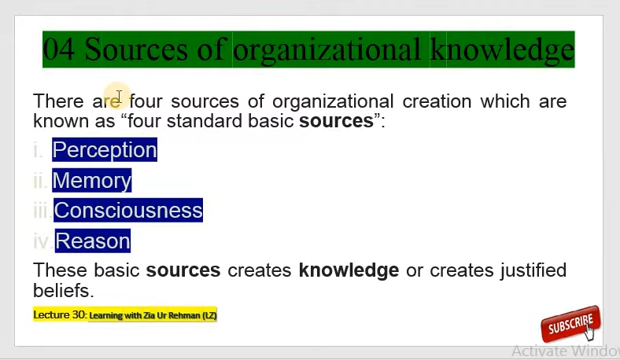 04 Sources of organizational knowledge
There are four sources of organizational creation which are
known as “four standard basic sources”:
i. Perception
ii. Memory
iii. Consciousness
iv. Reason
These basic sources creates knowledge or creates justified
beliefs.
Lecture 30: Learning with Zia Ur Rehman (LZ)
SUBSCRIBE
Activate Window